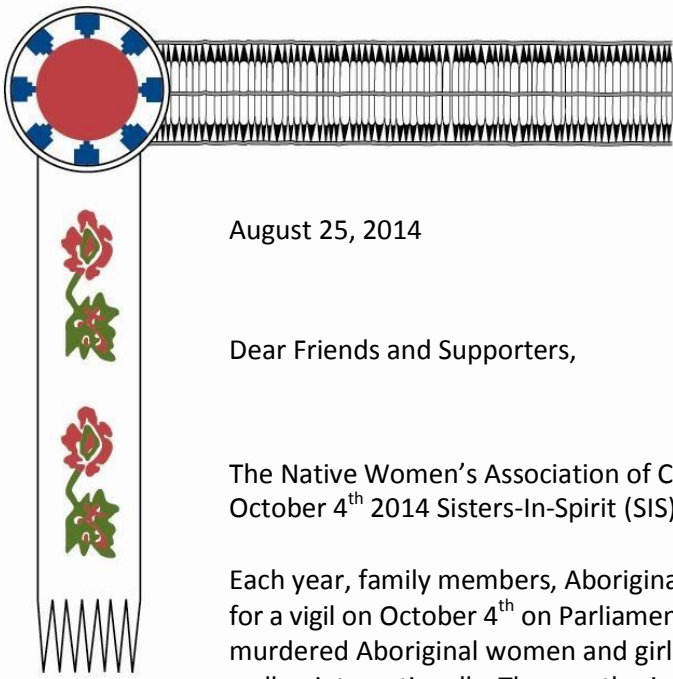 August 25, 2014
Dear Friends and Supporters,
The Native Women’s Association of C
October 4th 2014 Sisters-In-Spirit (SIS)
Each year, family members, Aborigina
for a vigil on October 4th on Parliamen
murdered Aboriginal women and girl